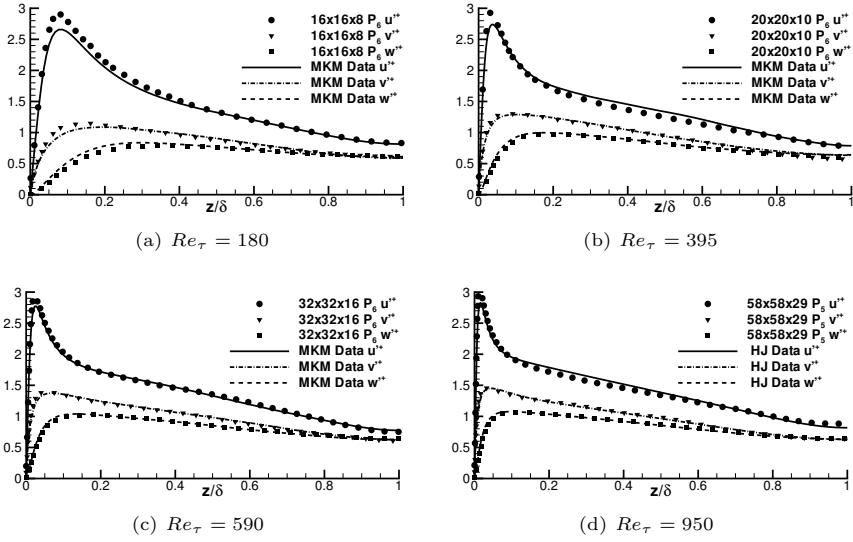 3
2.5
2
1.5
1
0.5
0
0.2
0.4
0.6
0.8
1
z/δ
16x16x8 P6 u'+
16x16x8 P6 v'+
16x16x8 P6 w'+
MKM Data u'+
MKM Data v'+
MKM Data w'+
(a) Reτ = 180
3
2.5
2
1.5
1
0.5
0
0
0.2
0.4
0.6
0.8
1
z/δ
20x20x10 P6 u'+
20x20x10 P6 v'+
20x20x10 P6 w'+
MKM Data u'+
MKM Data v'+
MKM Data w'+
(b) Reτ = 395
3
2.5
2
1.5
1
0.5
0
0
0.2
0.4
0.6
0.8
1
z/δ
32x32x16 P6 u'+
32x32x16 P6 v'+
32x32x16 P6 w'+
MKM Data u'+
MKM Data v'+
MKM Data w'+
(c) Reτ = 590
3
2.5
2
1.5
1
0.5
0
0
0.2
0.4
0.6
0.8
1
z/δ
58x58x29 P5 u'+
58x58x29 P5 v'+
58x58x29 P5 w'+
HJ Data u'+
HJ Data v'+
HJ Data w'+
(d) Reτ = 950